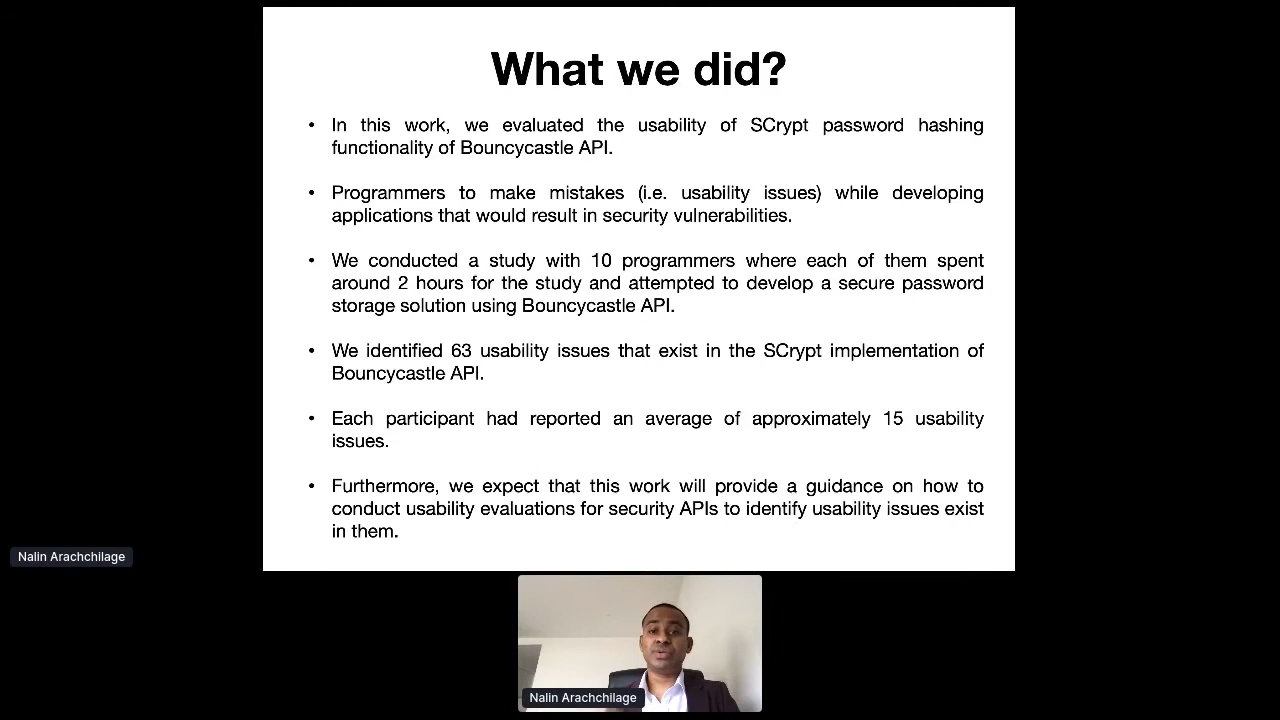 What we did?
• In this work, we evaluated the usability of SCrypt password hashing
functionality of Bouncycastle API.
• Programmers to make mistakes (i.e. usability issues) while developing
applications that would result in security vulnerabilities.
• We conducted a study with 10 programmers where each of them spent
around 2 hours for the study and attempted to develop a secure password
storage solution using Bouncycastle API.
• We identified 63 usability issues that exist in the SCrypt implementation of
Bouncycastle API.
• Each participant had reported an average of approximately 15 usability
issues.
• Furthermore, we expect that this work will provide a guidance on how to
conduct usability evaluations for security APIs to identify usability issues exist
in them.
Nalin Arachchilage
Nalin Arachchilage